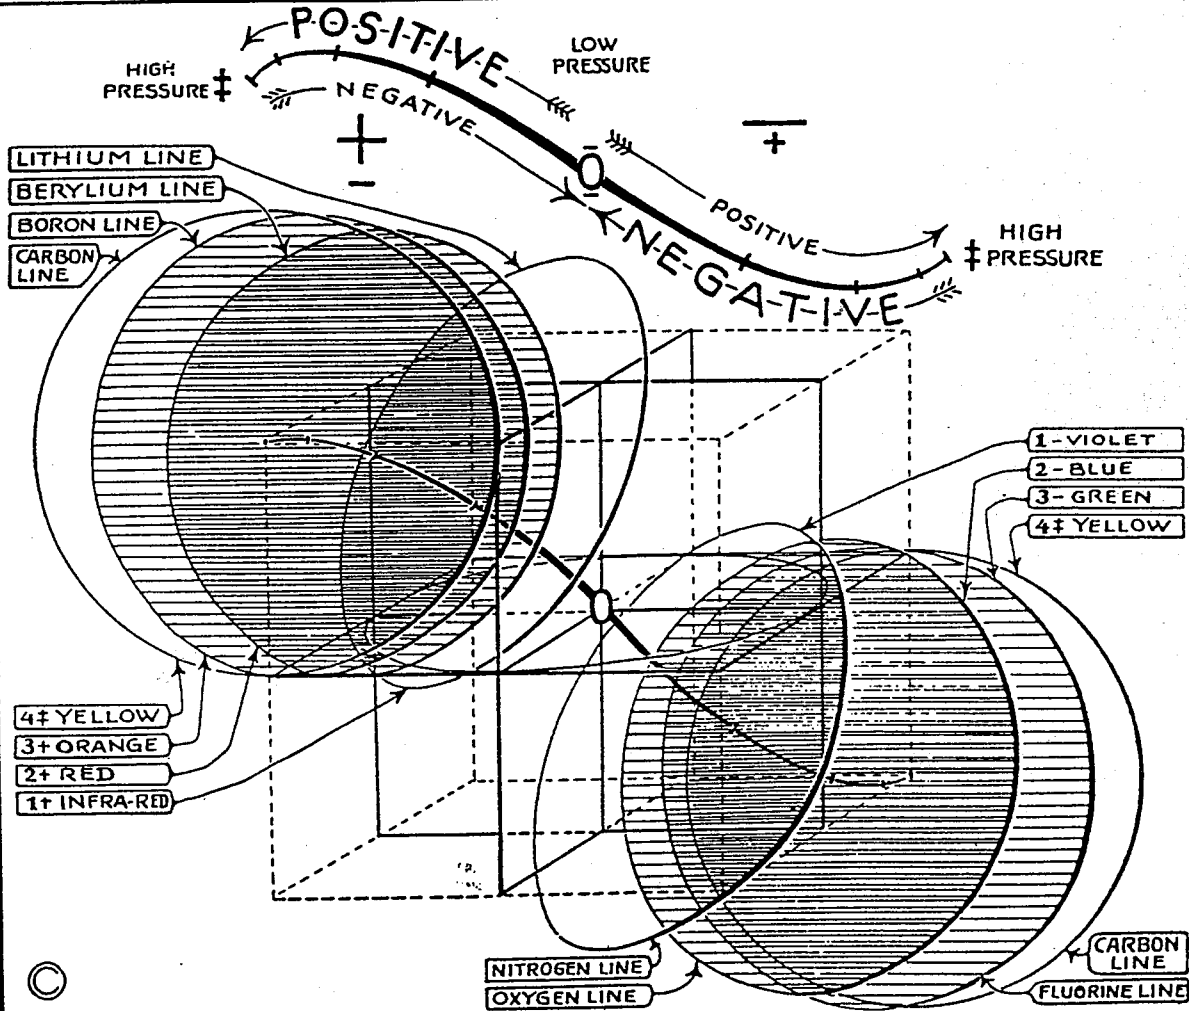 POSITIVE
LOW
PRESSURE
HIGH
PRESSURE ‡
NEGATIVE
+
−
−
+
0
POSITIVE
NEGATIVE
HIGH
‡ PRESSURE
LITHIUM LINE
BERYLIUM LINE
BORON LINE
CARBON
LINE
1-VIOLET
2-BLUE
3-GREEN
4‡ YELLOW
0
4‡ YELLOW
3+ORANGE
2+ RED
1+ INFRA-RED
NITROGEN LINE
OXYGEN LINE
CARBON
LINE
FLUORINE LINE
©